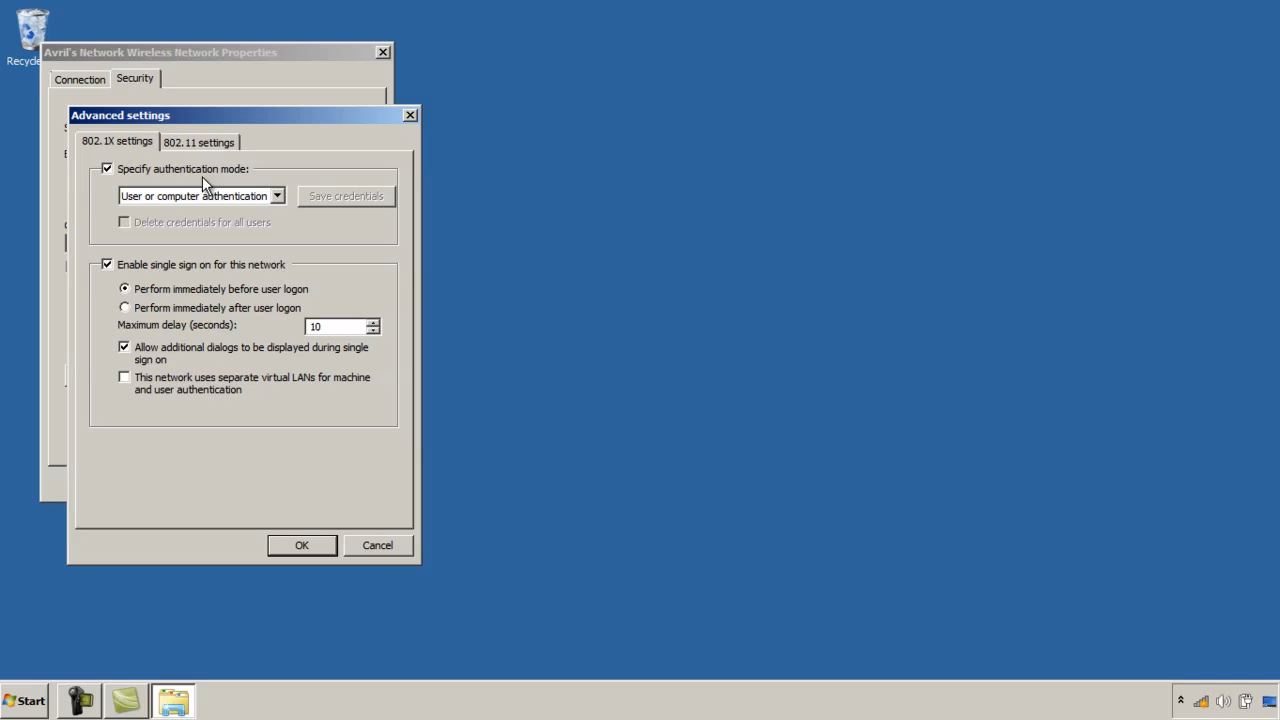 Recycle
Avril's Network Wireless Network Properties
Connection
Security
Advanced settings
802.1X settings
802.11 settings
Specify authentication mode:
User or computer authentication
Save credentials
Delete credentials for all users
Enable single sign on for this network
Perform immediately before user logon
Perform immediately after user logon
Maximum delay (seconds):
10
Allow additional dialogs to be displayed during single
sign on
This network uses separate virtual LANs for machine
and user authentication
OK
Cancel
Start